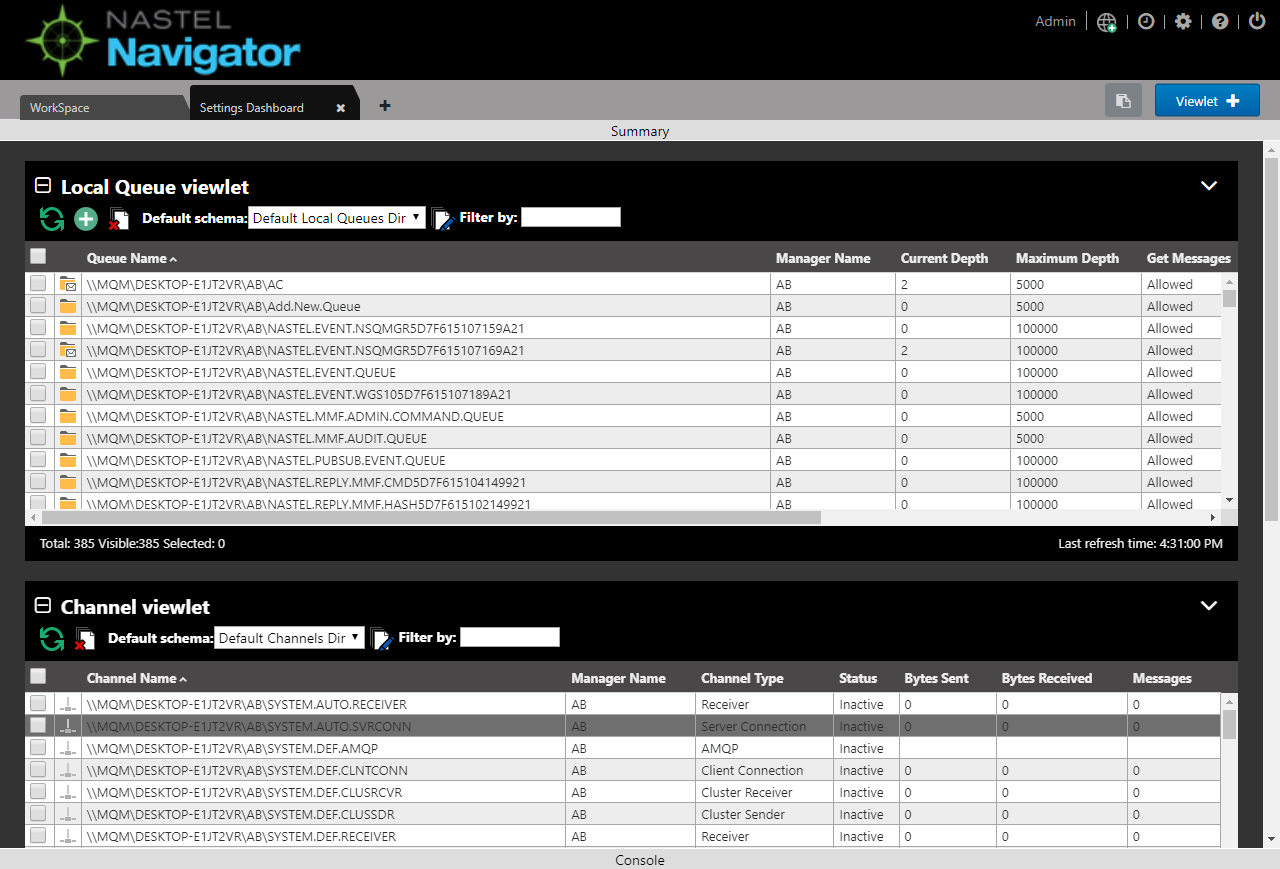 NASTEL
Navigator
Admin
WorkSpace
Settings Dashboard
Viewlet
Summary
Local Queue viewlet
Default schema: Default Local Queues Dir Filter by:
Queue Name Manager Name Current Depth Maximum Depth Get Messages
\\MQM\DESKTOP-E1JT2VR\AB\AC AB 2 5000 Allowed
\\MQM\DESKTOP-E1JT2VR\AB\Add.New.Queue AB 0 5000 Allowed
\\MQM\DESKTOP-E1JT2VR\AB\NASTEL.EVENT.NSQMGR5D7F615107159A21 AB 0 100000 Allowed
\\MQM\DESKTOP-E1JT2VR\AB\NASTEL.EVENT.NSQMGR5D7F615107169A21 AB 2 100000 Allowed
\\MQM\DESKTOP-E1JT2VR\AB\NASTEL.EVENT.QUEUE AB 0 100000 Allowed
\\MQM\DESKTOP-E1JT2VR\AB\NASTEL.EVENT.WGS105D7F615107189A21 AB 0 100000 Allowed
\\MQM\DESKTOP-E1JT2VR\AB\NASTEL.MMF.ADMIN.COMMAND.QUEUE AB 0 5000 Allowed
\\MQM\DESKTOP-E1JT2VR\AB\NASTEL.MMF.AUDIT.QUEUE AB 0 5000 Allowed
\\MQM\DESKTOP-E1JT2VR\AB\NASTEL.PUBSUB.EVENT.QUEUE AB 0 100000 Allowed
\\MQM\DESKTOP-E1JT2VR\AB\NASTEL.REPLY.MMF.CMD5D7F615104149921 AB 0 100000 Allowed
\\MQM\DESKTOP-E1JT2VR\AB\NASTEL.REPLY.MMF.HASH5D7F615102149921 AB 0 100000 Allowed
Total: 385 Visible:385 Selected: 0 Last refresh time: 4:31:00 PM
Channel viewlet
Default schema: Default Channels Dir Filter by:
Channel Name Manager Name Channel Type Status Bytes Sent Bytes Received Messages
\\MQM\DESKTOP-E1JT2VR\AB\SYSTEM.AUTO.RECEIVER AB Receiver Inactive 0 0 0
\\MQM\DESKTOP-E1JT2VR\AB\SYSTEM.AUTO.SVRCONN AB Server Connection Inactive 0 0 0
\\MQM\DESKTOP-E1JT2VR\AB\SYSTEM.DEF.AMQP AB AMQP Inactive
\\MQM\DESKTOP-E1JT2VR\AB\SYSTEM.DEF.CLNTCONN AB Client Connection Inactive 0 0 0
\\MQM\DESKTOP-E1JT2VR\AB\SYSTEM.DEF.CLUSRCVR AB Cluster Receiver Inactive 0 0 0
\\MQM\DESKTOP-E1JT2VR\AB\SYSTEM.DEF.CLUSSDR AB Cluster Sender Inactive 0 0 0
\\MQM\DESKTOP-E1JT2VR\AB\SYSTEM.DEF.RECEIVER AB Receiver Inactive 0 0 0
Console